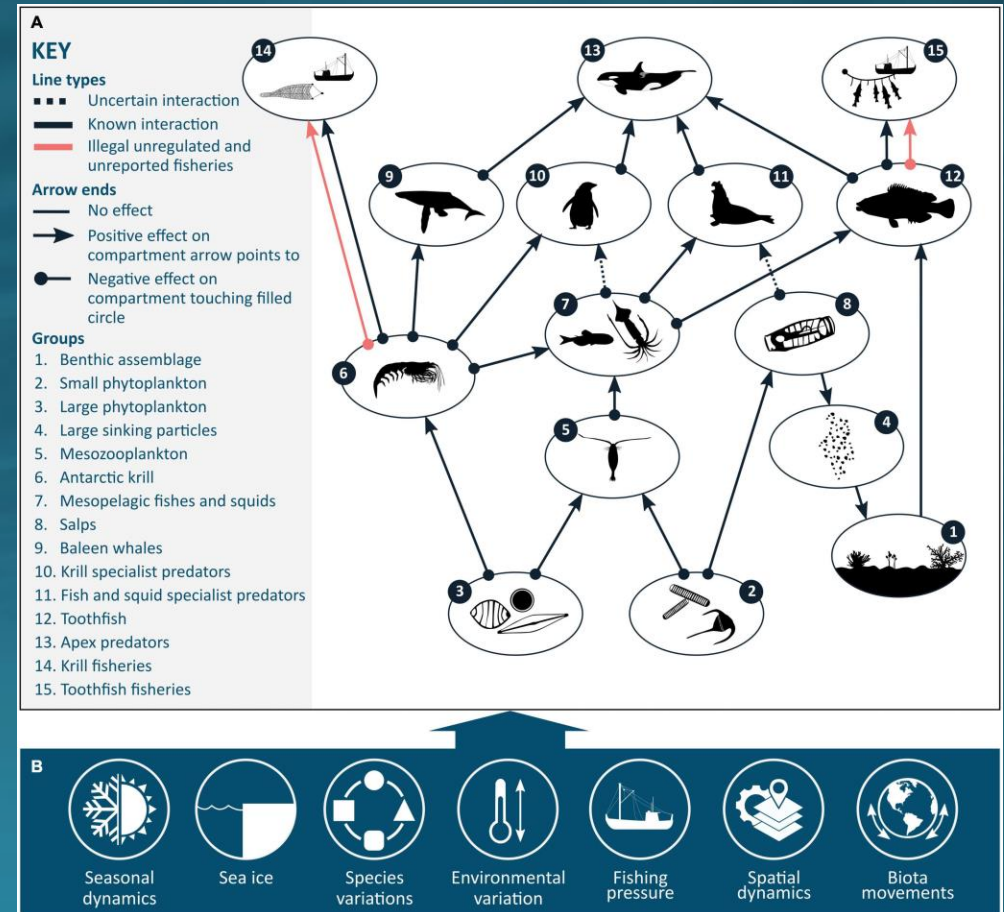 A
KEY
Line types
Uncertain interaction
Known interaction
Illegal unregulated and
unreported fisheries
Arrow ends
No effect
Positive effect on
compartment arrow points to
Negative effect on
compartment touching filled
circle
Groups
1. Benthic assemblage
2. Small phytoplankton
3. Large phytoplankton
4. Large sinking particles
5. Mesozooplankton
6. Antarctic krill
7. Mesopelagic fishes and squids
8. Salps
9. Baleen whales
10. Krill specialist predators
11. Fish and squid specialist predators
12. Toothfish
13. Apex predators
14. Krill fisheries
15. Toothfish fisheries
14
13
15
9
10
11
12
7
8
6
5
4
1
3
2
B
Seasonal
dynamics
Sea ice
Species
variations
Environmental
variation
Fishing
pressure
Spatial
dynamics
Biota
movements